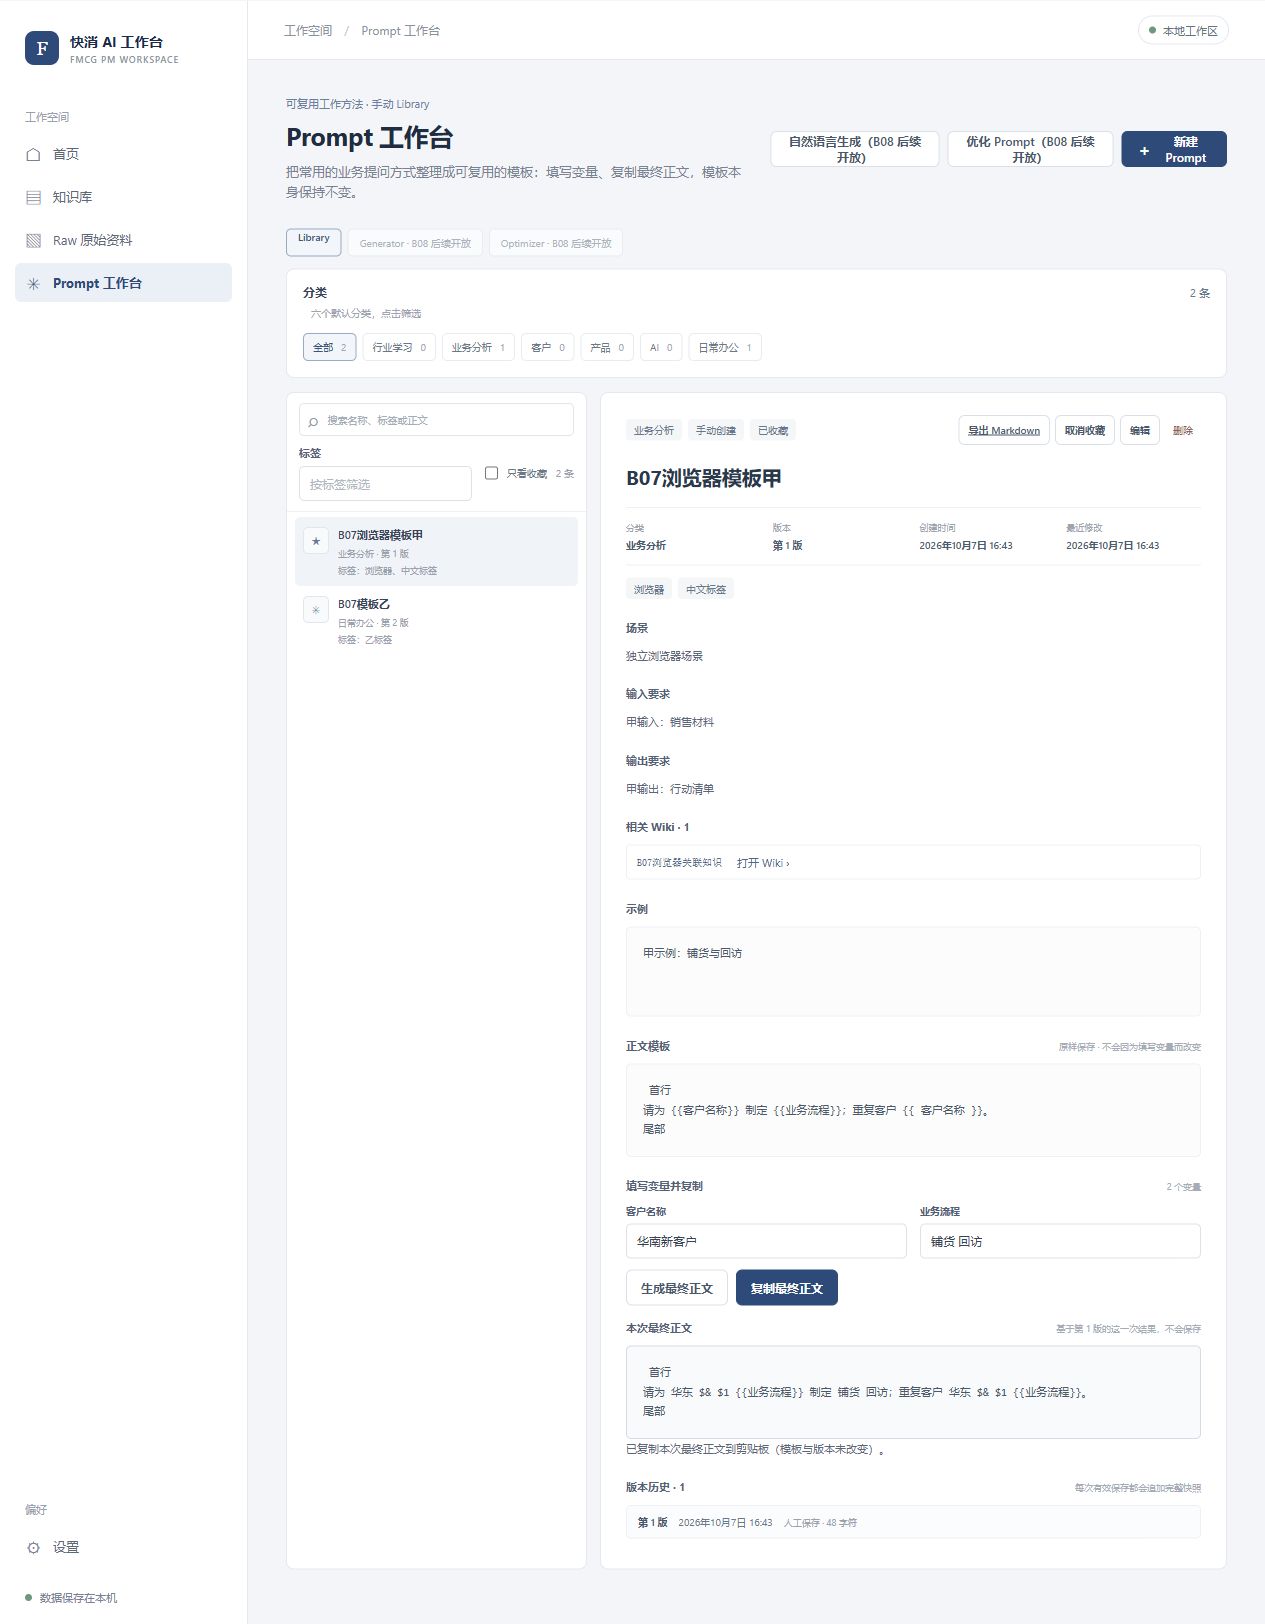 F
快消 AI 工作台
FMCG PM WORKSPACE
工作空间
首页
知识库
Raw 原始资料
Prompt 工作台
偏好
设置
数据保存在本机
工作空间 / Prompt 工作台
本地工作区
可复用工作方法 · 手动 Library
Prompt 工作台
把常用的业务提问方式整理成可复用的模板：填写变量、复制最终正文，模板本
身保持不变。
自然语言生成（B08 后续
开放）
优化 Prompt（B08 后续
开放）
+ 新建
Prompt
Library
Generator · B08 后续开放
Optimizer · B08 后续开放
分类
2 条
六个默认分类，点击筛选
全部 2
行业学习 0
业务分析 1
客户 0
产品 0
AI 0
日常办公 1
搜索名称、标签或正文
标签
按标签筛选
只看收藏 2 条
B07浏览器模板甲
业务分析 · 第 1 版
标签：浏览器、中文标签
B07模板乙
日常办公 · 第 2 版
标签：乙标签
业务分析 手动创建 已收藏
导出 Markdown
取消收藏
编辑
删除
B07浏览器模板甲
分类 版本 创建时间 最近修改
业务分析 第 1 版 2026年10月7日 16:43 2026年10月7日 16:43
浏览器 中文标签
场景
独立浏览器场景
输入要求
甲输入：销售材料
输出要求
甲输出：行动清单
相关 Wiki · 1
B07浏览器关联知识 打开 Wiki ›
示例
甲示例：铺货与回访
正文模板
原样保存 · 不会因为填写变量而改变
首行
请为 {{客户名称}} 制定 {{业务流程}}；重复客户 {{ 客户名称 }}。
尾部
填写变量并复制
2 个变量
客户名称 业务流程
华南新客户 铺货 回访
生成最终正文 复制最终正文
本次最终正文
基于第 1 版的这一次结果，不会保存
首行
请为 华东 $& $1 {{业务流程}} 制定 铺货 回访；重复客户 华东 $& $1 {{业务流程}}。
尾部
已复制本次最终正文到剪贴板（模板与版本未改变）。
版本历史 · 1
每次有效保存都会追加完整快照
第 1 版 2026年10月7日 16:43 人工保存 · 48 字符